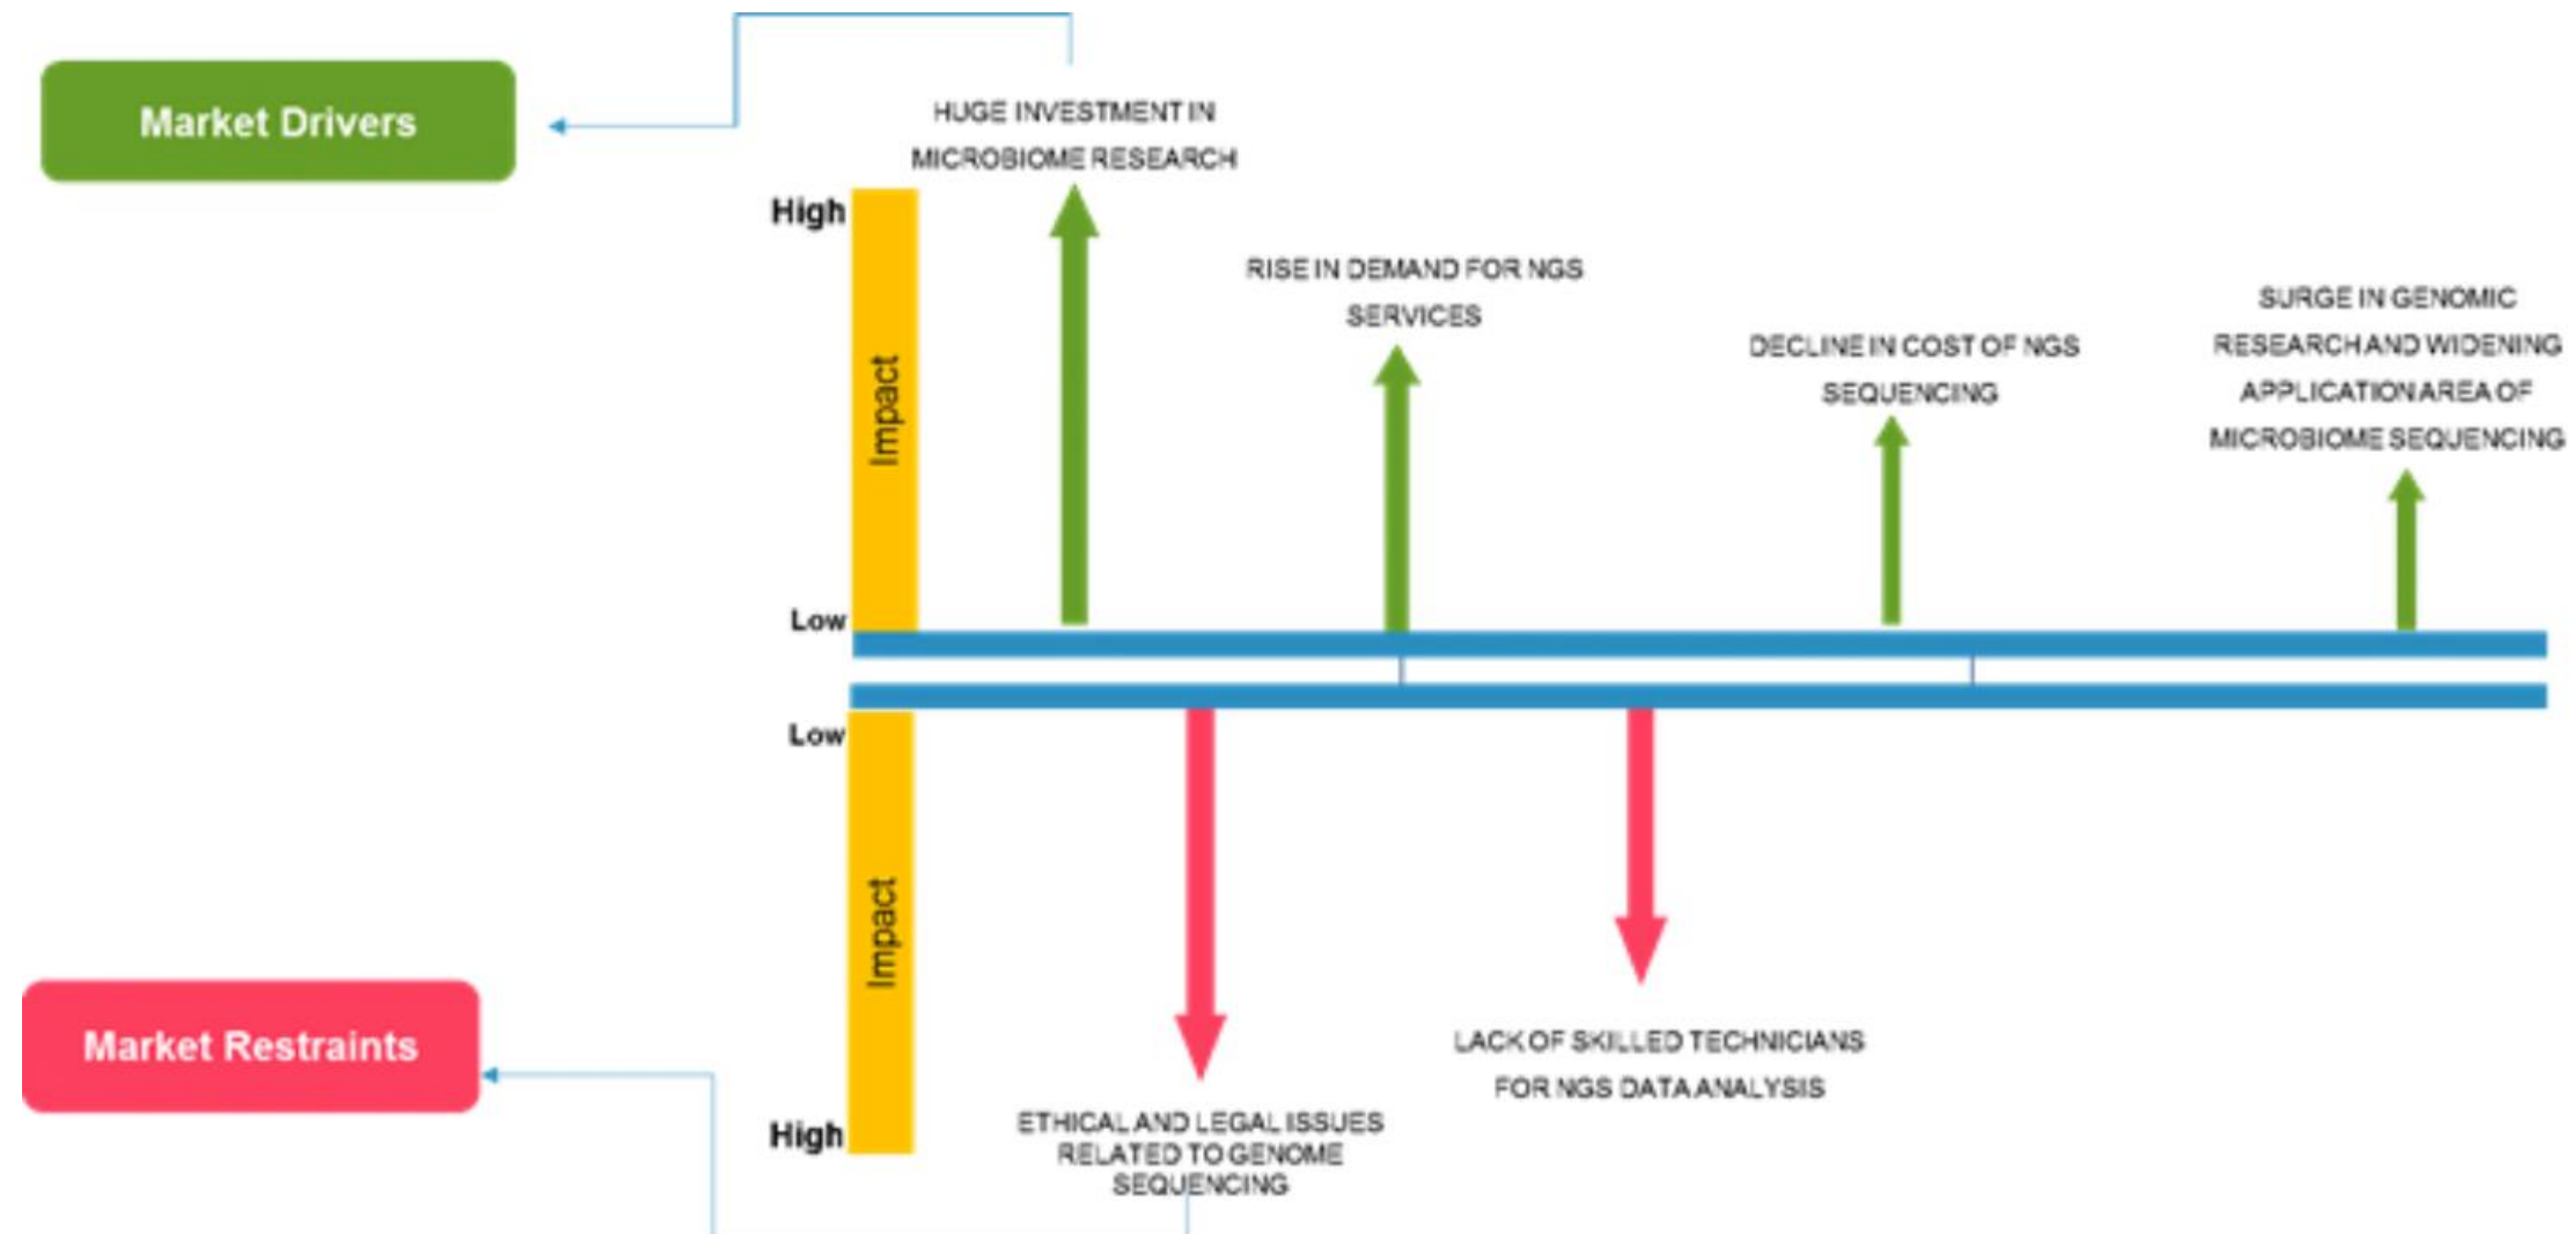 Market Drivers
HUGE INVESTMENT IN
MICROBIOME RESEARCH
High
RISE IN DEMAND FOR NGS
SERVICES
SURGE IN GENOMIC
RESEARCH AND WIDENING
APPLICATION AREA OF
MICROBIOME SEQUENCING
DECLINE IN COST OF NGS
SEQUENCING
Impact
Low
Low
Impact
Market Restraints
High
LACK OF SKILLED TECHNICIANS
FOR NGS DATA ANALYSIS
ETHICAL AND LEGAL ISSUES
RELATED TO GENOME
SEQUENCING